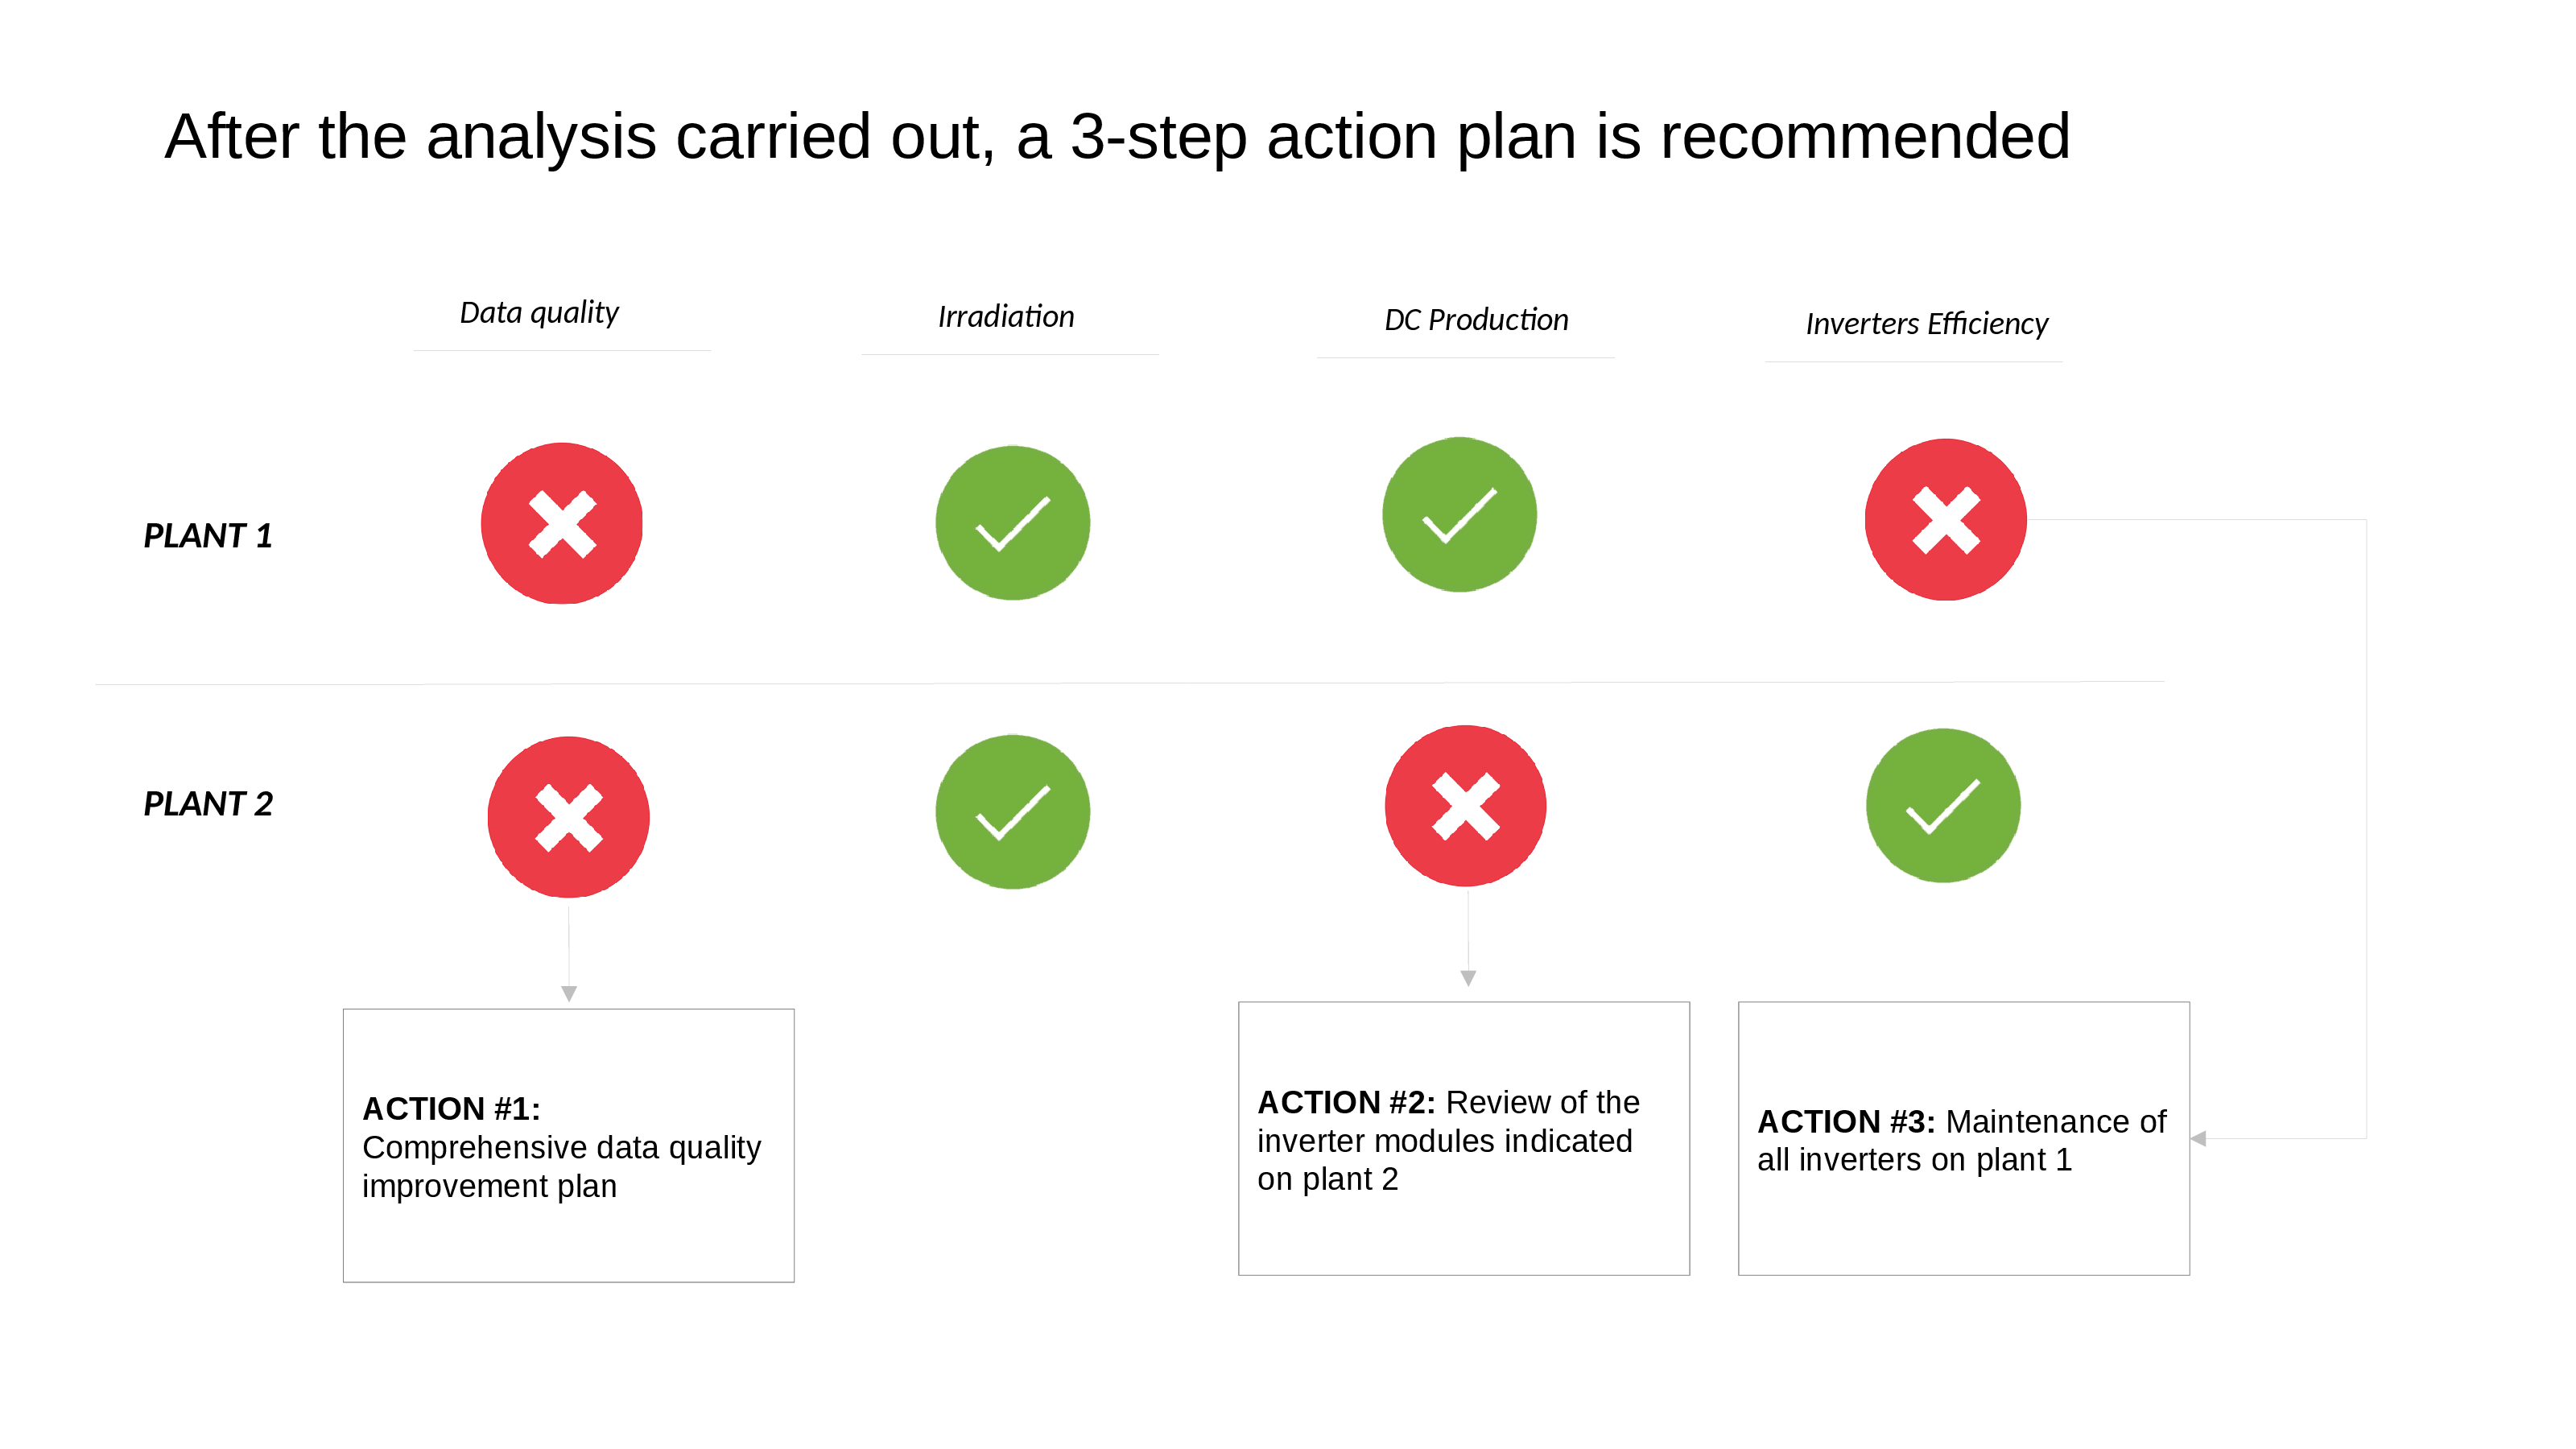 After the analysis carried out, a 3-step action plan is recommended
Data quality
Irradiation
DC Production
Inverters Efficiency
PLANT 1
PLANT 2
ACTION #1:
Comprehensive data quality
improvement plan
ACTION #2: Review of the
inverter modules indicated
on plant 2
ACTION #3: Maintenance of
all inverters on plant 1